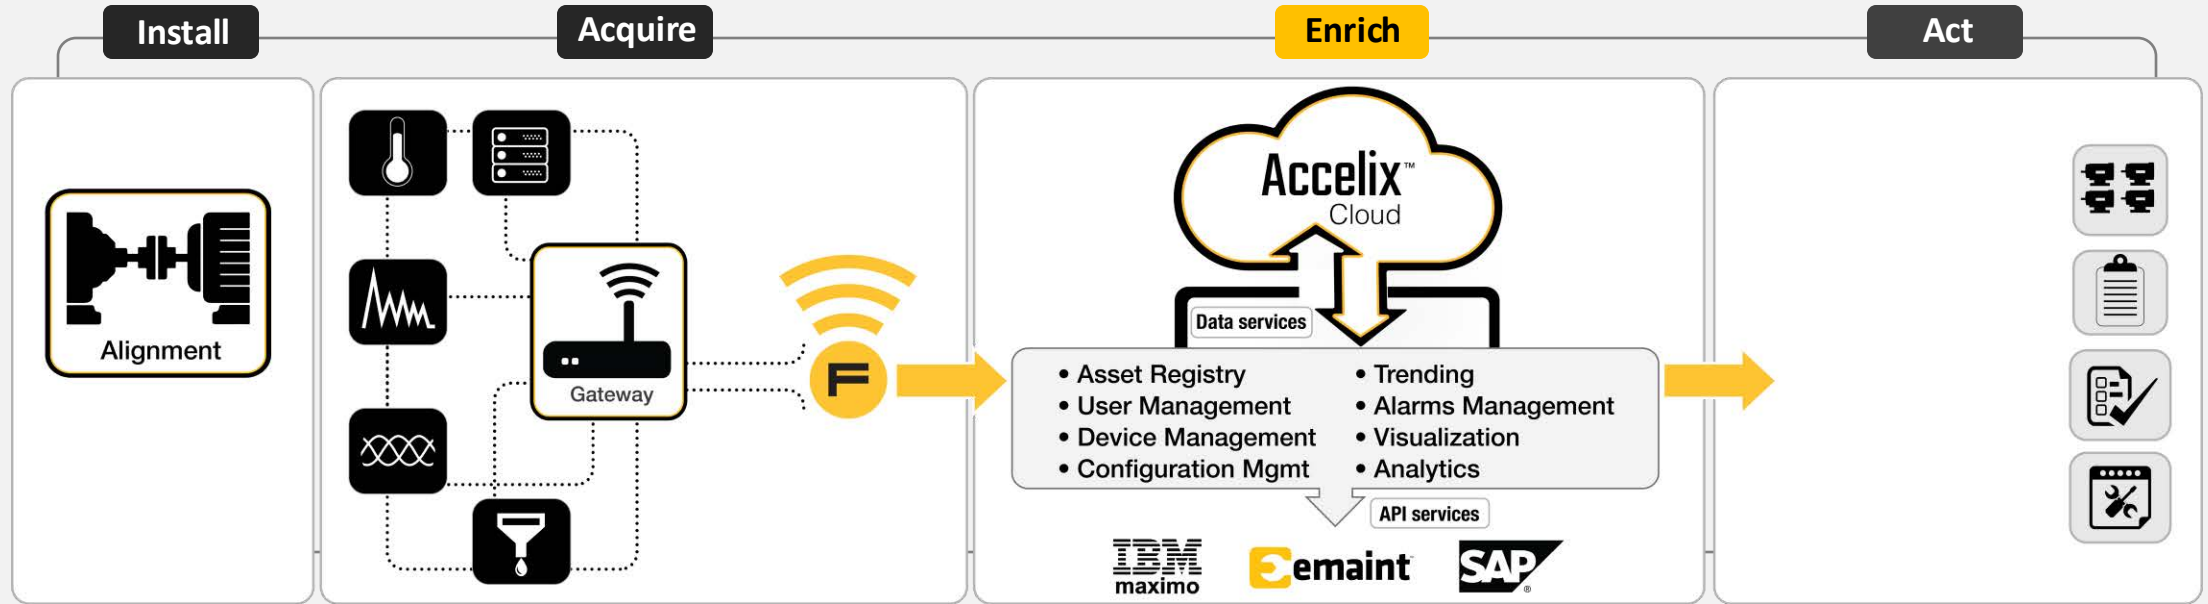 Install
Acquire
Enrich
Act
Alignment
Gateway
F
Accelix™
Cloud
Data services
• Asset Registry
• User Management
• Device Management
• Configuration Mgmt
• Trending
• Alarms Management
• Visualization
• Analytics
API services
IBM
maximo
emaint
SAP®